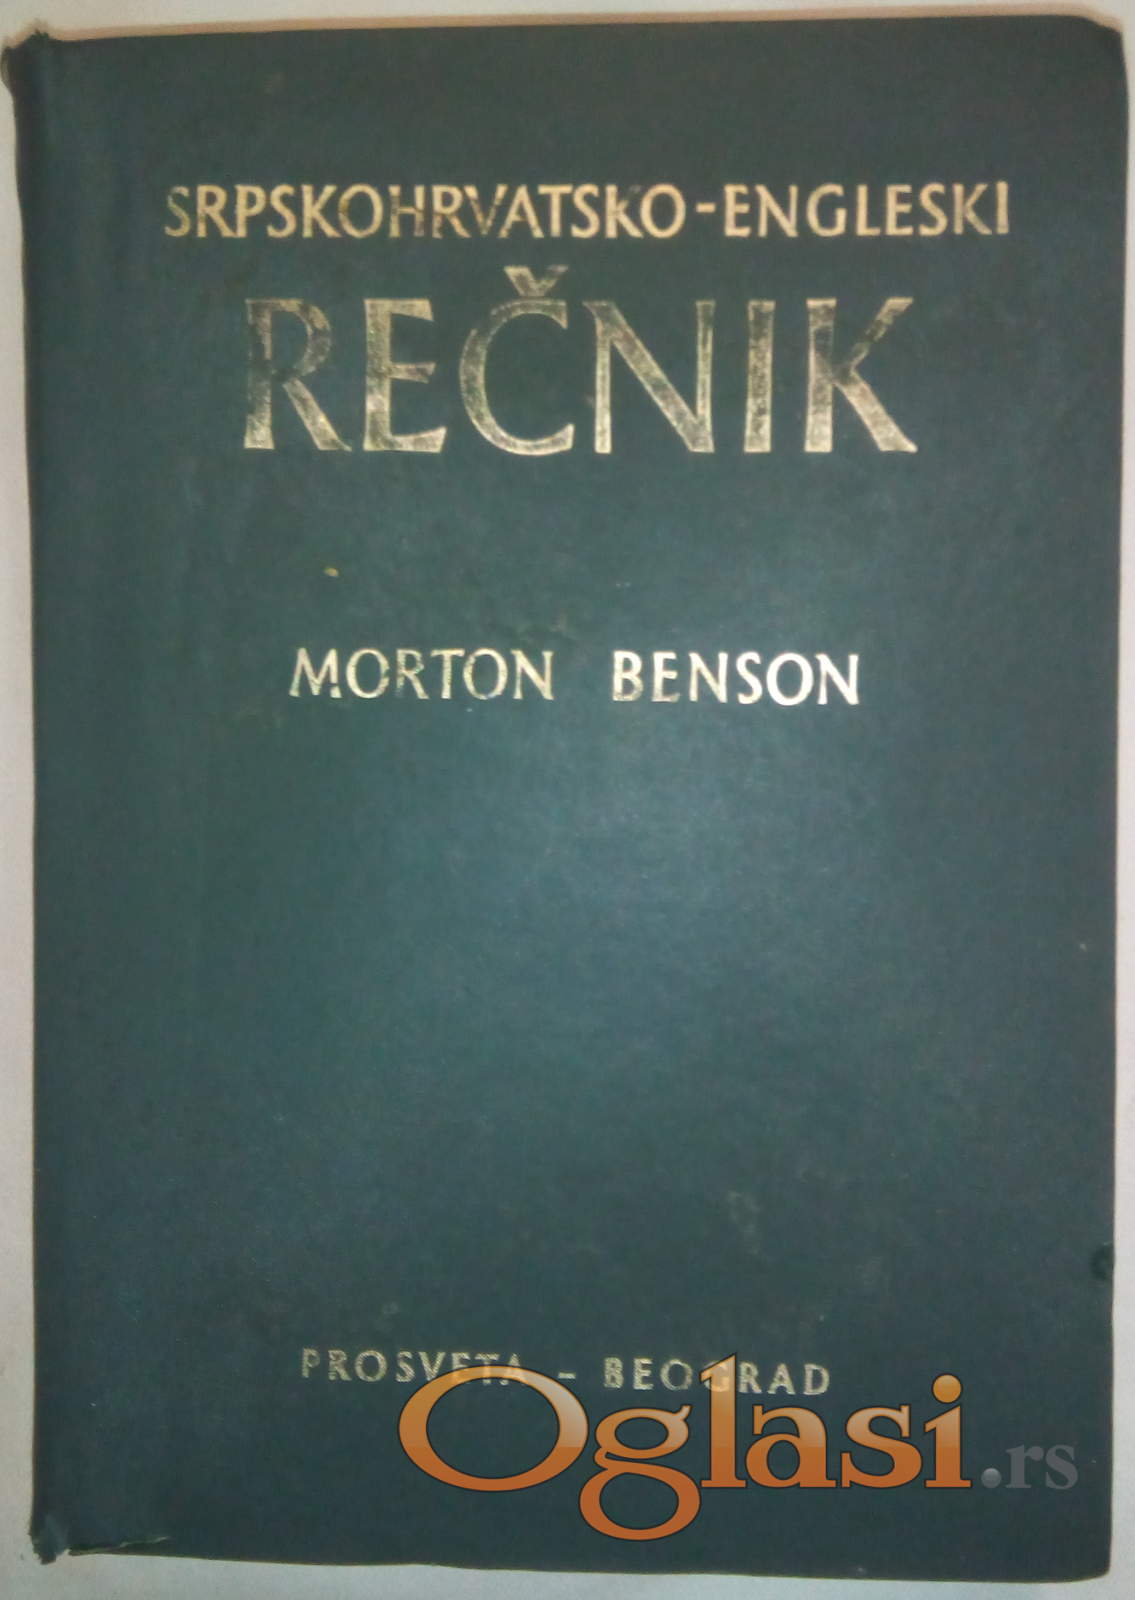 SRPSKOHRVATSKO-ENGLESKI
REČNIK
MORTON BENSON
PROSVETA - BEOGRAD
Oglasi.rs